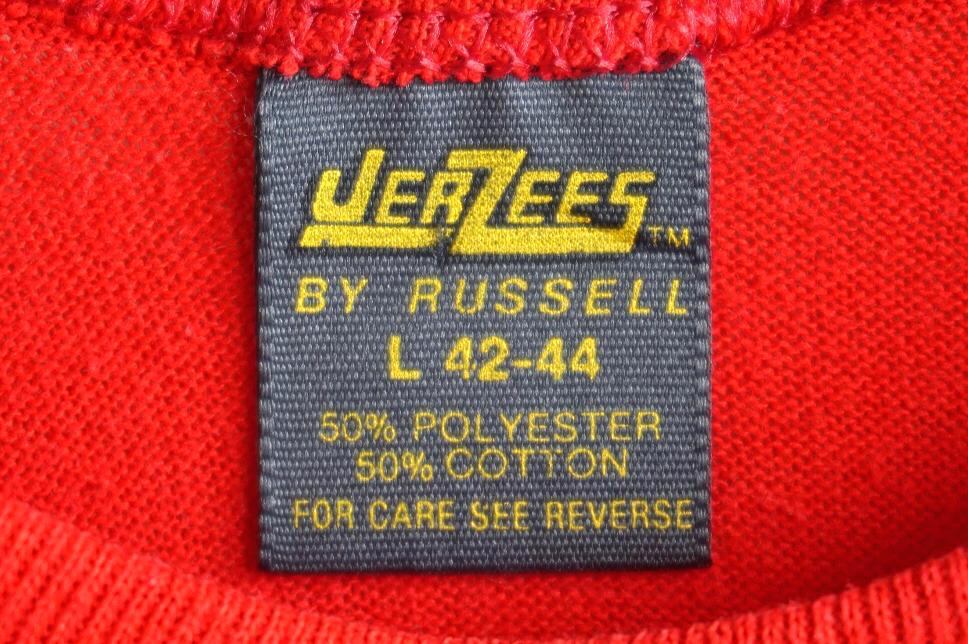 JERZEES™
BY RUSSELL
L 42-44
50% POLYESTER
50% COTTON
FOR CARE SEE REVERSE